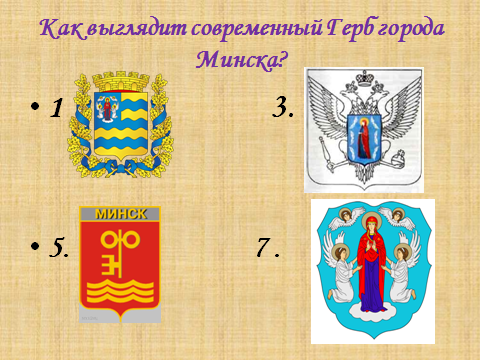 Как выглядит современный Герб города
Минска?
• 1
3.
• 5.
МИНСК
7 .